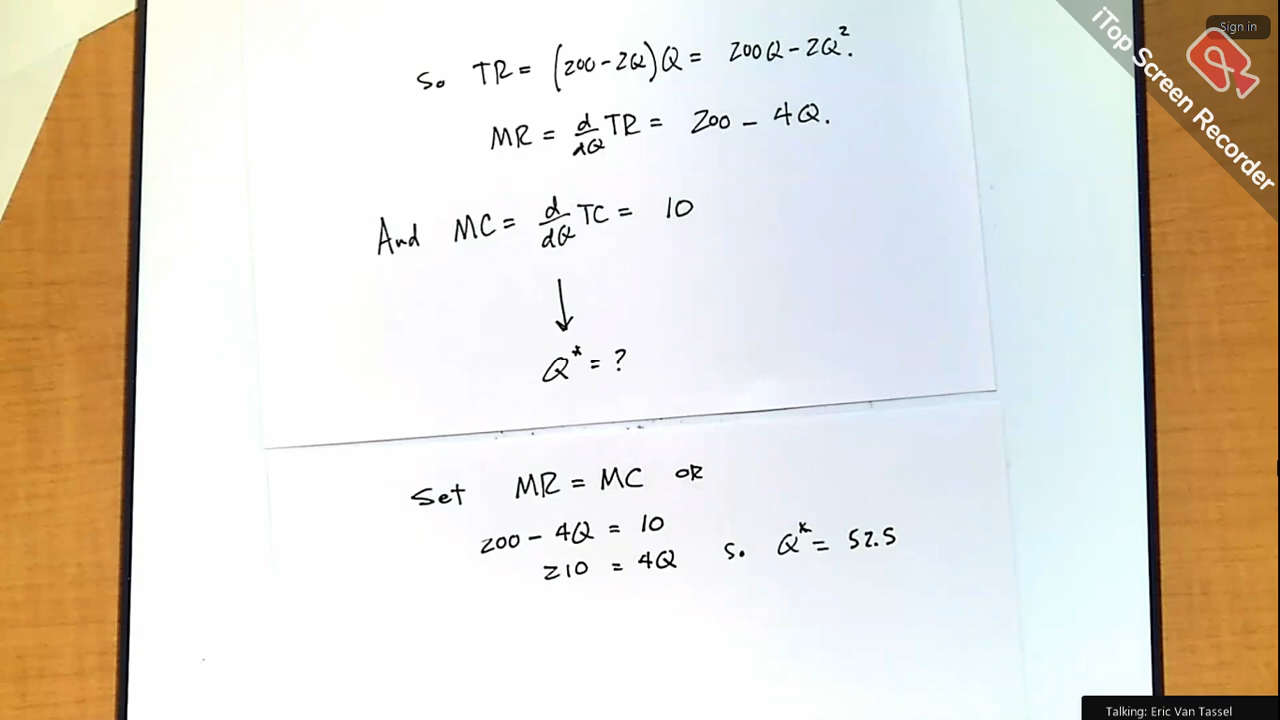 So TR = (200-2Q)Q = 200Q-2Q².
MR = d/dQ TR = 200 - 4Q.
And MC = d/dQ TC = 10
↓
Q* = ?
Set MR = MC OR
200 - 4Q = 10
210 = 4Q So Q* = 52.5
iTop Screen Recorder
Sign in
Talking: Eric Van Tassel